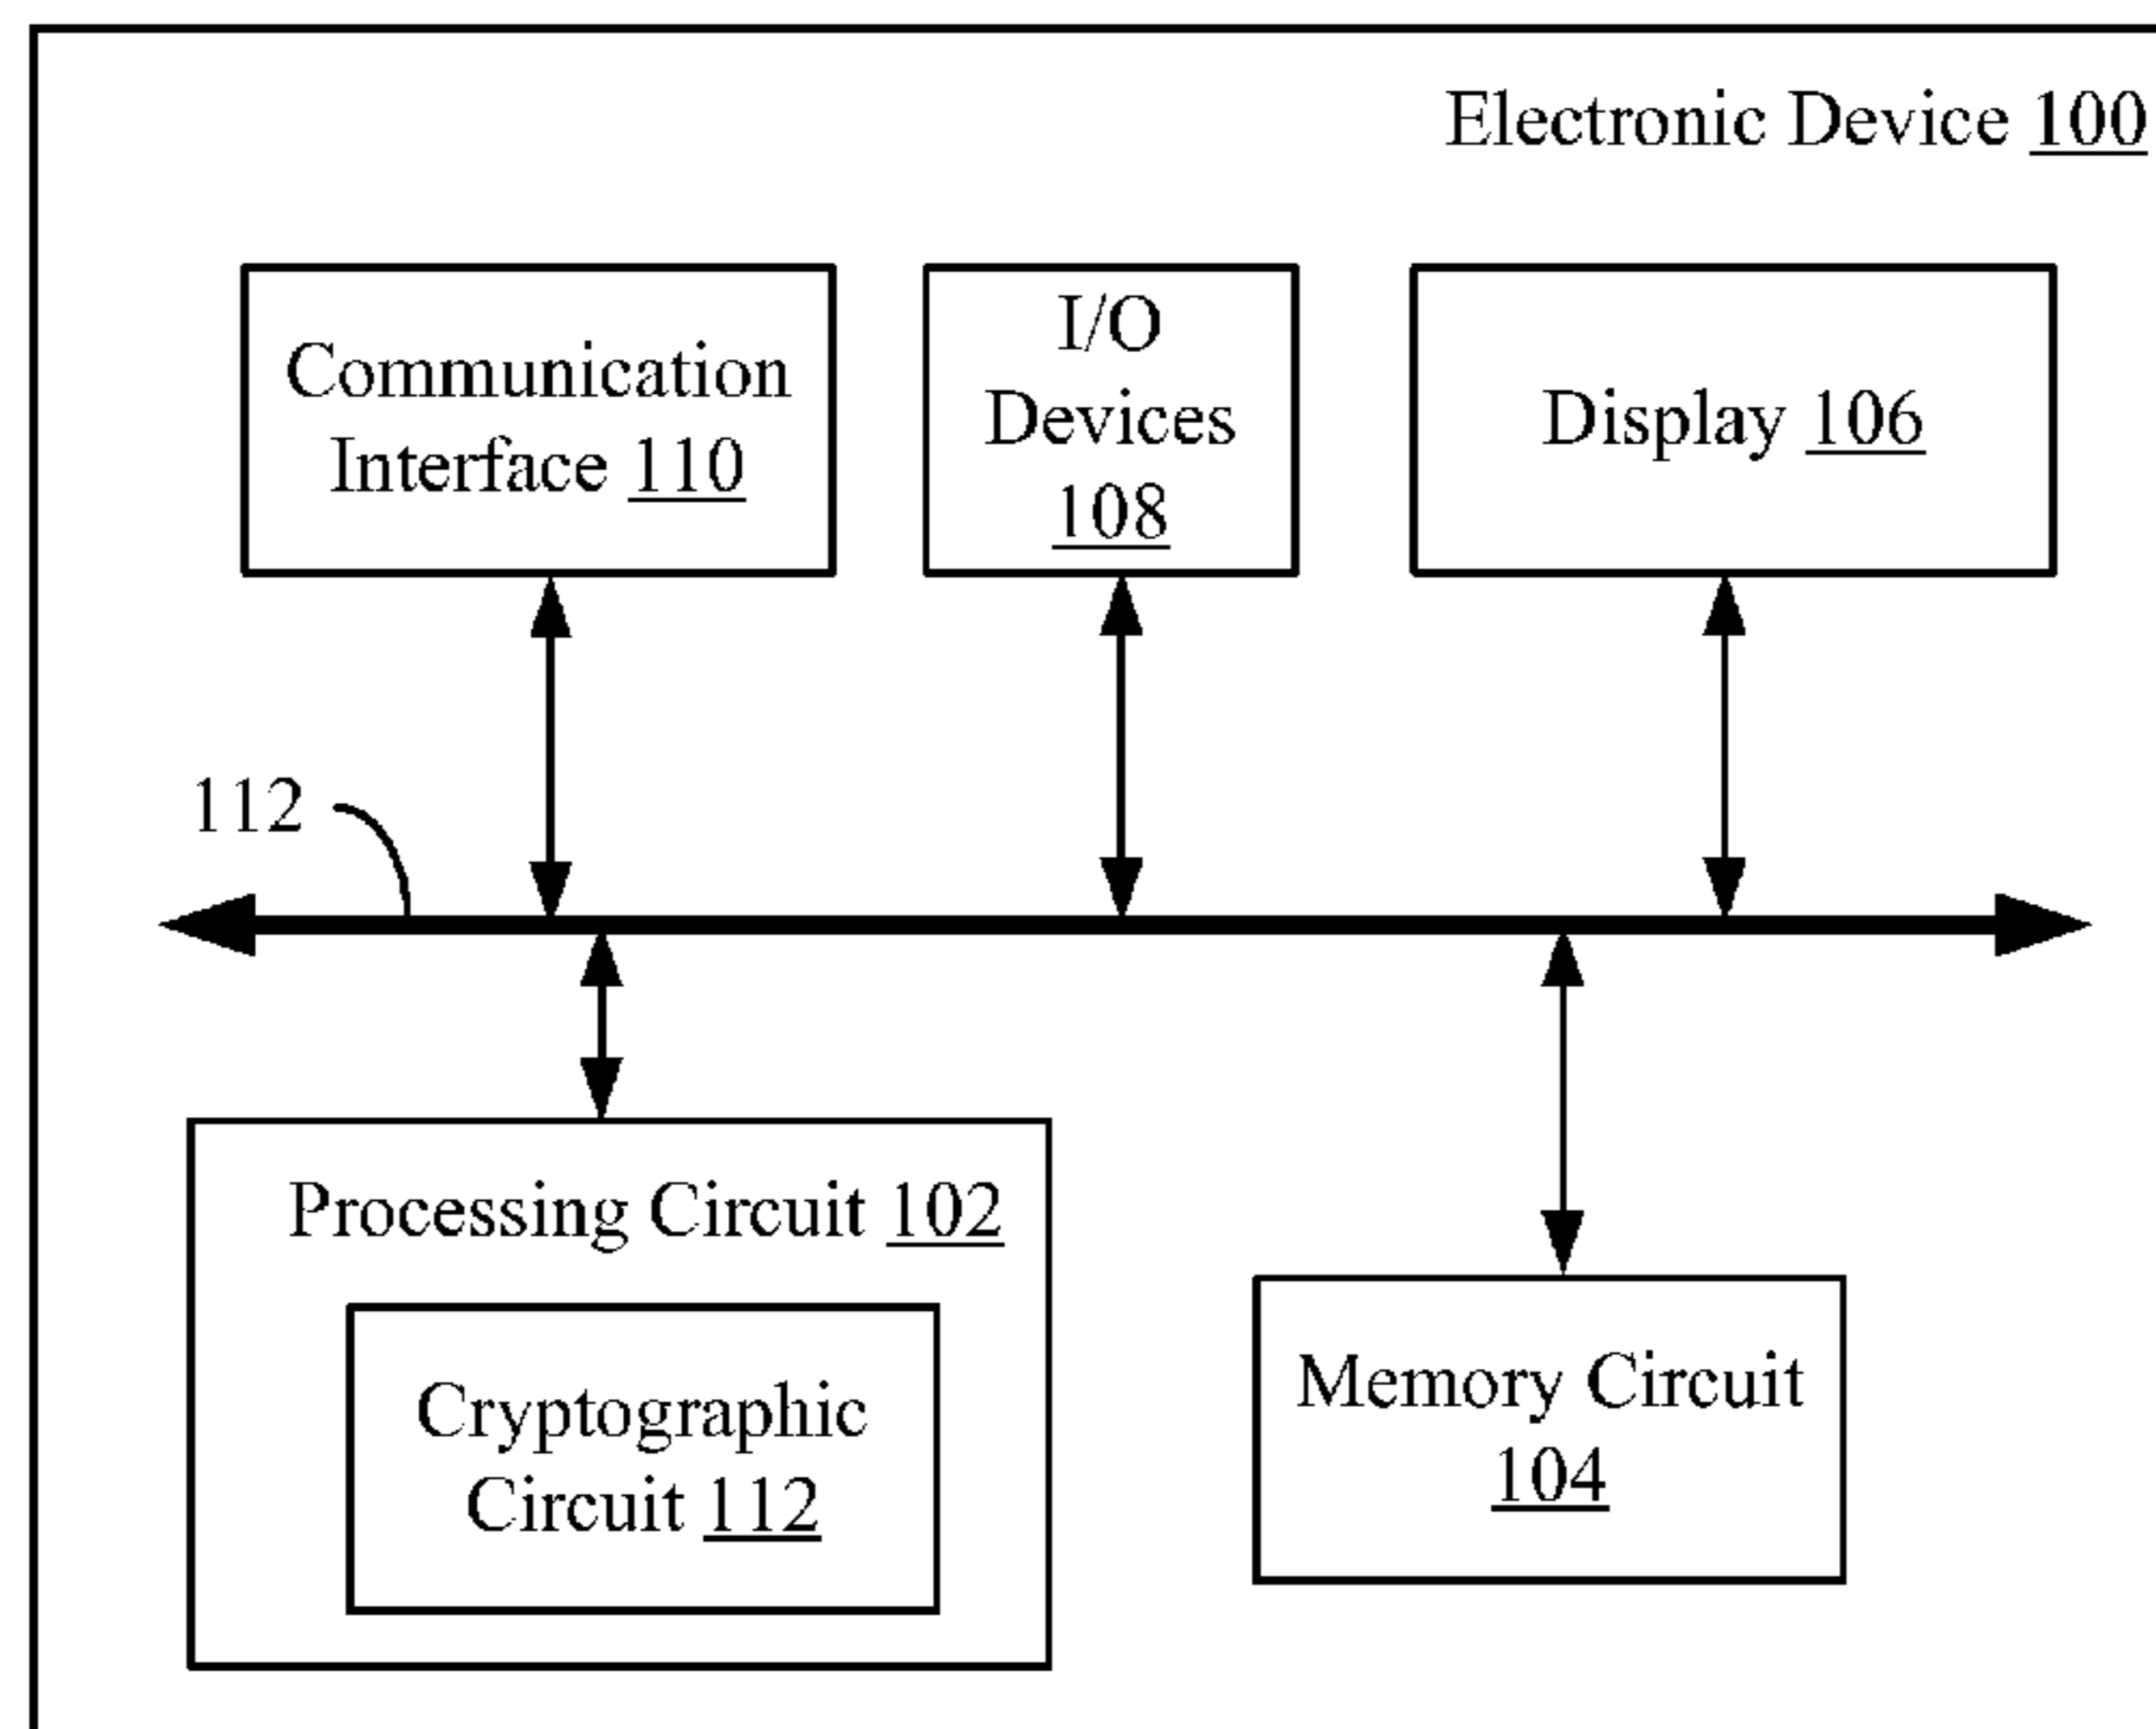 Electronic Device 100
Communication
Interface 110
I/O
Devices
108
Display 106
112
Processing Circuit 102
Cryptographic
Circuit 112
Memory Circuit
104